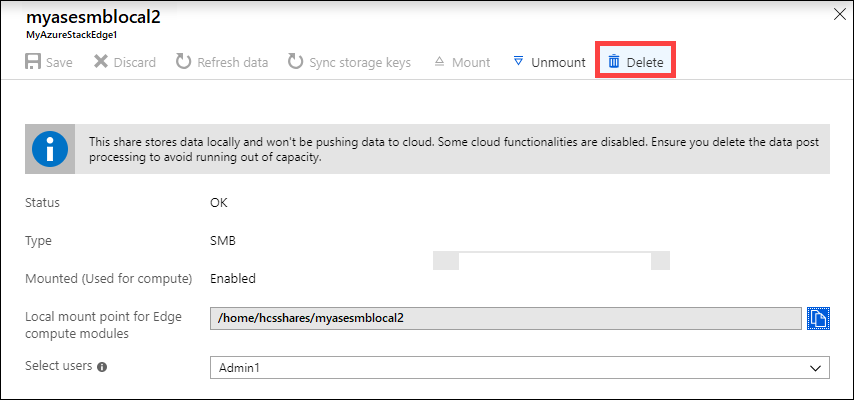 myasesmblocal2
MyAzureStackEdge1
Save Discard Refresh data Sync storage keys Mount Unmount Delete
This share stores data locally and won't be pushing data to cloud. Some cloud functionalities are disabled. Ensure you delete the data post
processing to avoid running out of capacity.
Status OK
Type SMB
Mounted (Used for compute) Enabled
Local mount point for Edge
compute modules
/home/hcsshares/myasesmblocal2
Select users Admin1